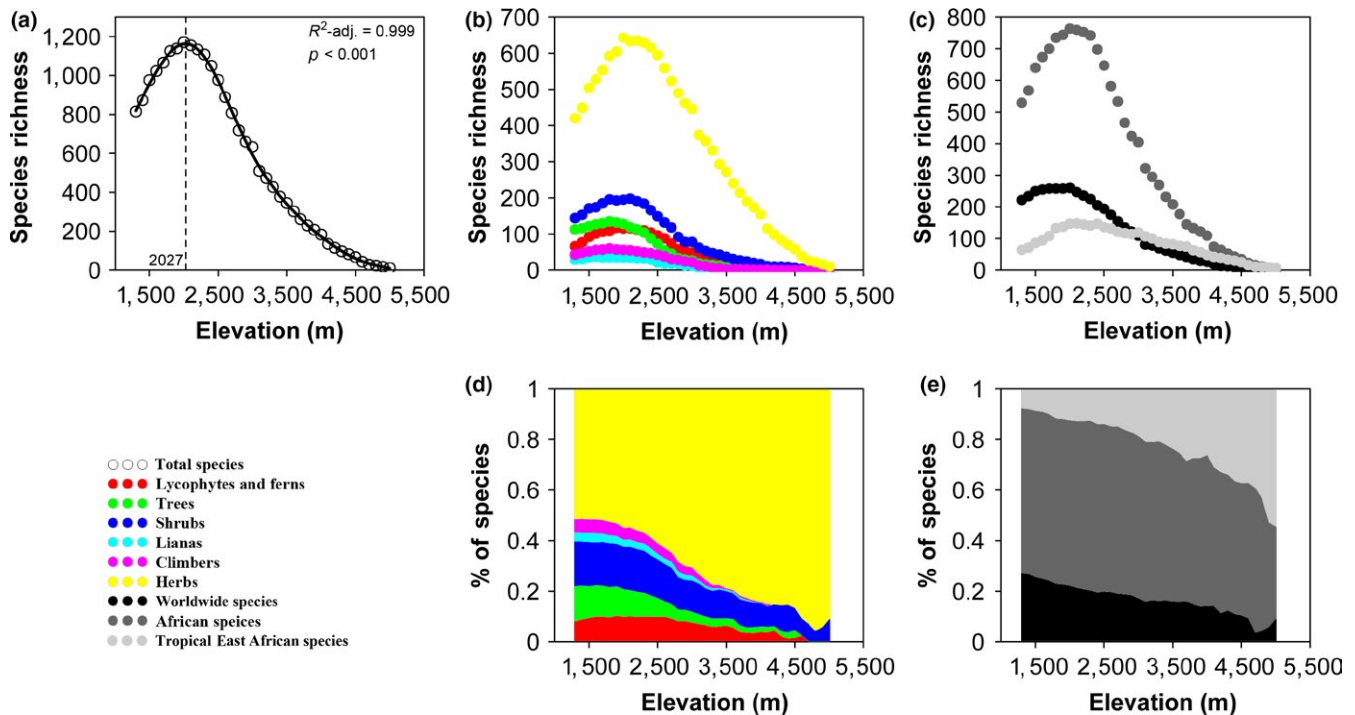 (a)
R²-adj. = 0.999
p < 0.001
1,200
1,000
800
600
400
200
0
Species richness
2027
1,500 2,500 3,500 4,500 5,500
Elevation (m)
(b)
700
600
500
400
300
200
100
0
Species richness
1,500 2,500 3,500 4,500 5,500
Elevation (m)
(c)
800
700
600
500
400
300
200
100
0
Species richness
1,500 2,500 3,500 4,500 5,500
Elevation (m)
Total species
Lycophytes and ferns
Trees
Shrubs
Lianas
Climbers
Herbs
Worldwide species
African speices
Tropical East African species
(d)
1
0.8
0.6
0.4
0.2
0
% of species
1,500 2,500 3,500 4,500 5,500
Elevation (m)
(e)
1
0.8
0.6
0.4
0.2
0
% of species
1,500 2,500 3,500 4,500 5,500
Elevation (m)